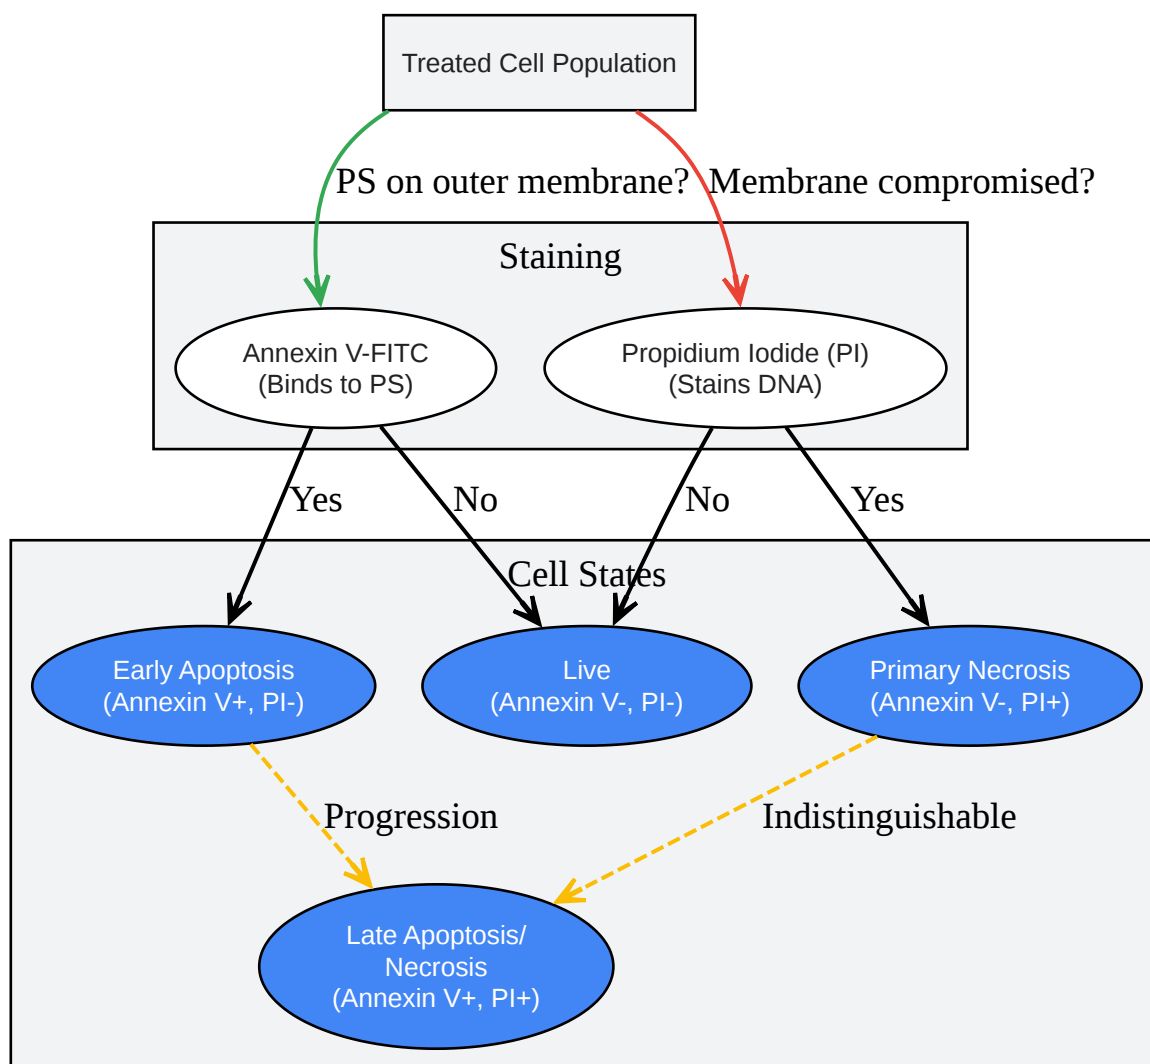 Treated Cell Population
PS on outer membrane?
Membrane compromised?
Staining
Annexin V-FITC
(Binds to PS)
Propidium Iodide (PI)
(Stains DNA)
Yes
No
No
Yes
Cell States
Early Apoptosis
(Annexin V+, PI-)
Live
(Annexin V-, PI-)
Primary Necrosis
(Annexin V-, PI+)
Progression
Indistinguishable
Late Apoptosis/
Necrosis
(Annexin V+, PI+)